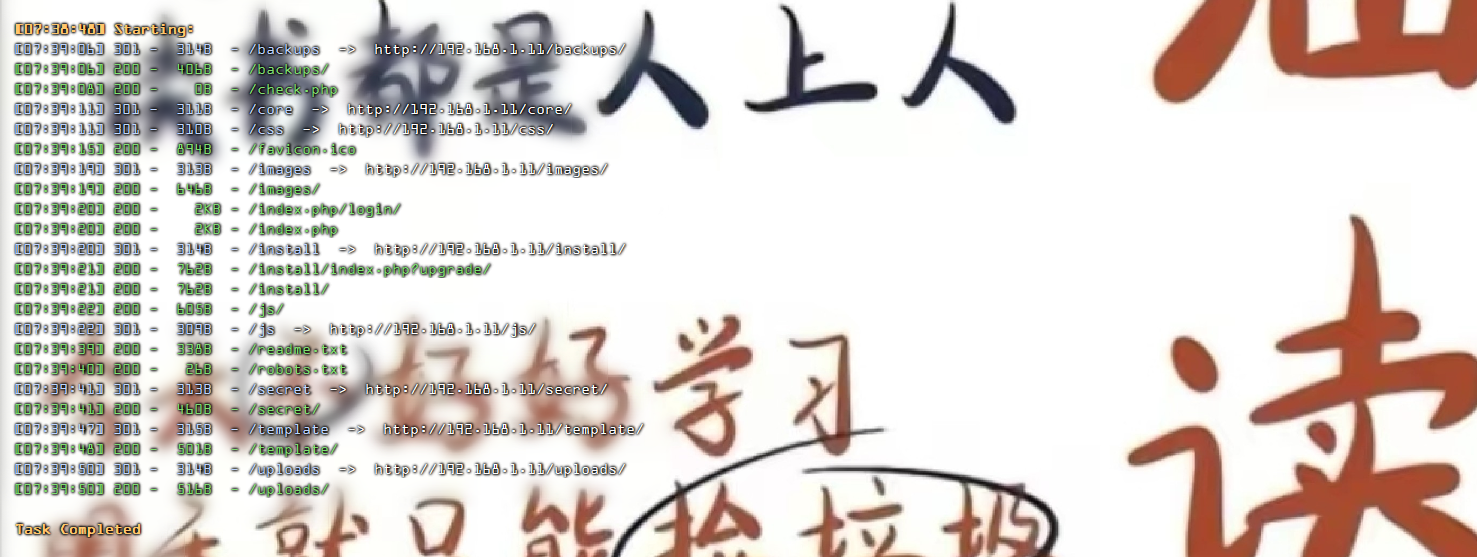 [07:38:48] Starting:
[07:39:06] 301 - 314B - /backups -> http://192.168.1.11/backups/
[07:39:06] 200 - 406B - /backups/
[07:39:08] 200 - 0B - /check.php
[07:39:11] 301 - 311B - /core -> http://192.168.1.11/core/
[07:39:11] 301 - 310B - /css -> http://192.168.1.11/css/
[07:39:15] 200 - 894B - /favicon.ico
[07:39:19] 301 - 313B - /images -> http://192.168.1.11/images/
[07:39:19] 200 - 646B - /images/
[07:39:20] 200 - 2KB - /index.php/login/
[07:39:20] 200 - 2KB - /index.php
[07:39:20] 301 - 314B - /install -> http://192.168.1.11/install/
[07:39:21] 200 - 762B - /install/index.php?upgrade/
[07:39:21] 200 - 762B - /install/
[07:39:22] 200 - 605B - /js/
[07:39:22] 301 - 309B - /js -> http://192.168.1.11/js/
[07:39:39] 200 - 338B - /readme.txt
[07:39:40] 200 - 26B - /robots.txt
[07:39:41] 301 - 313B - /secret -> http://192.168.1.11/secret/
[07:39:41] 200 - 460B - /secret/
[07:39:47] 301 - 315B - /template -> http://192.168.1.11/template/
[07:39:48] 200 - 501B - /template/
[07:39:50] 301 - 314B - /uploads -> http://192.168.1.11/uploads/
[07:39:50] 200 - 516B - /uploads/
Task Completed
都是人上人
好好学习
就只能捡垃圾
读